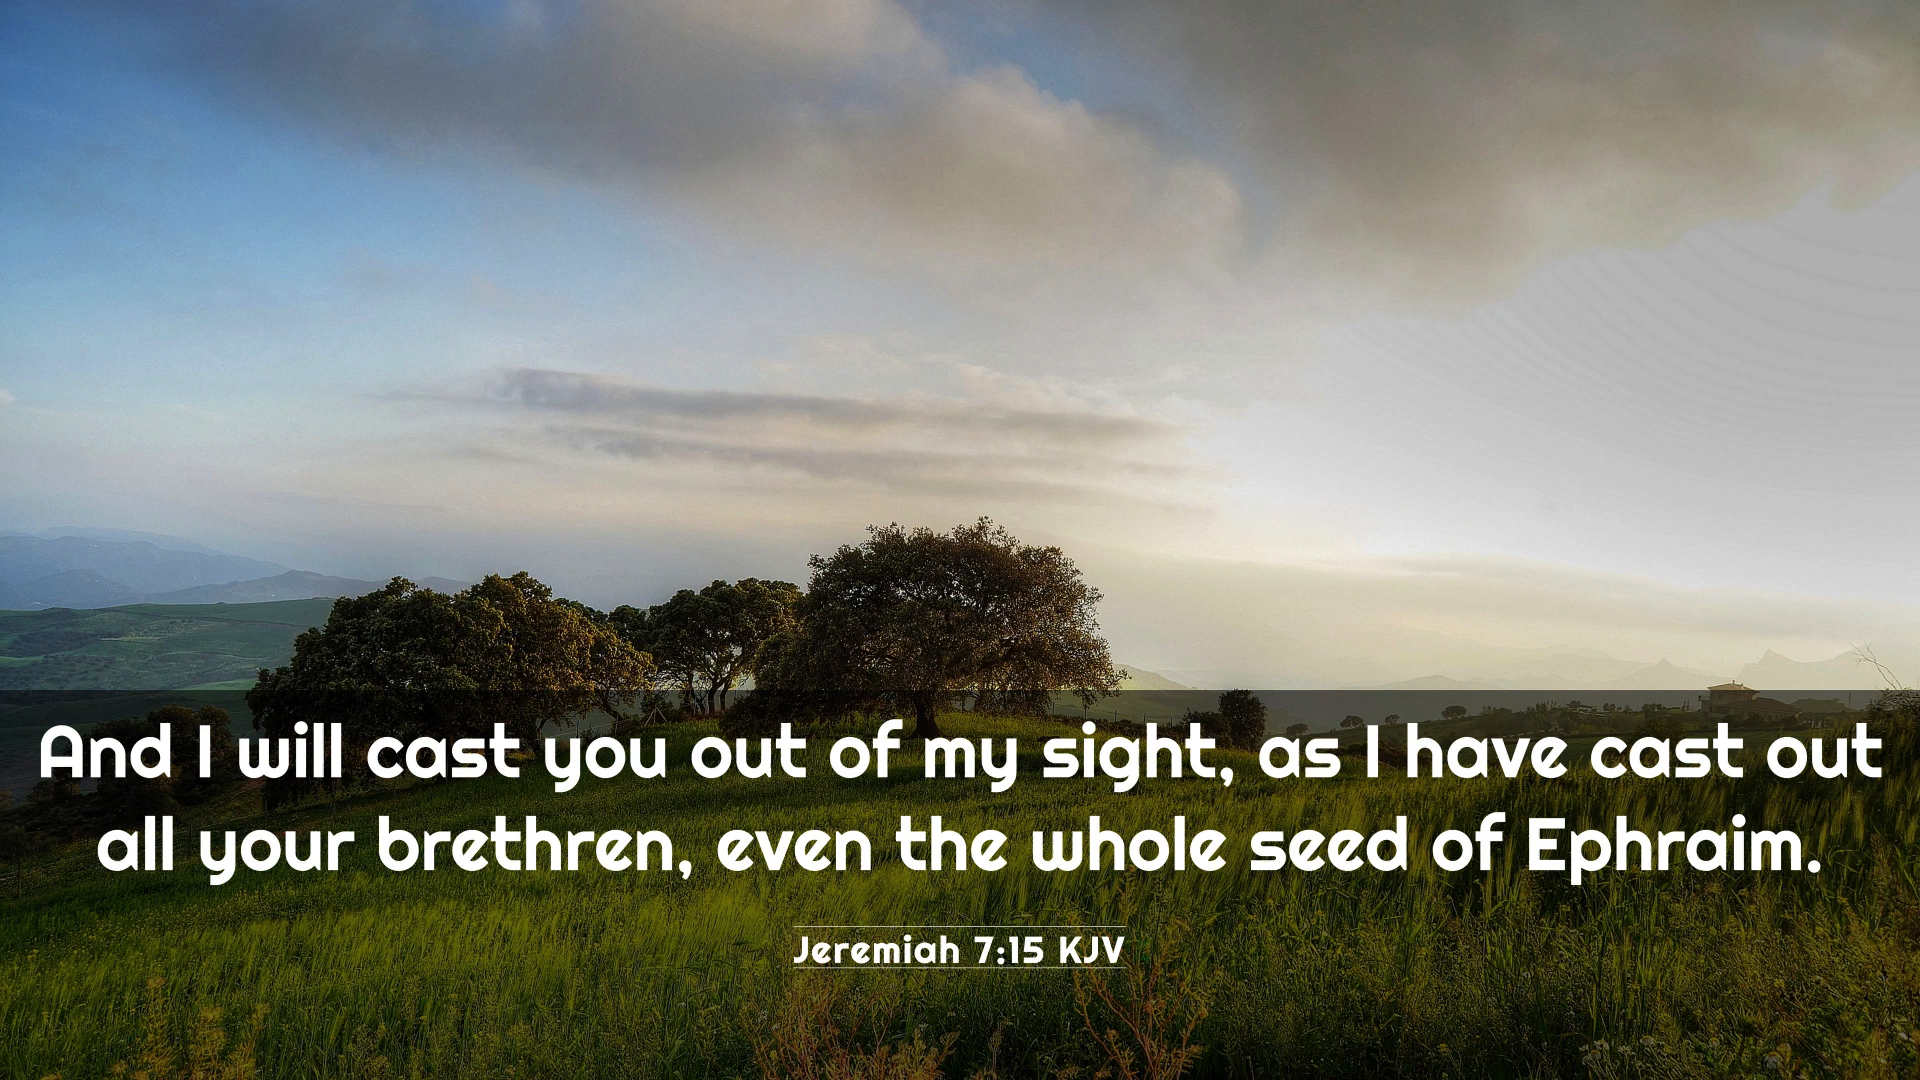 And I will cast you out of my sight, as I have cast out
all your brethren, even the whole seed of Ephraim.
Jeremiah 7:15 KJV